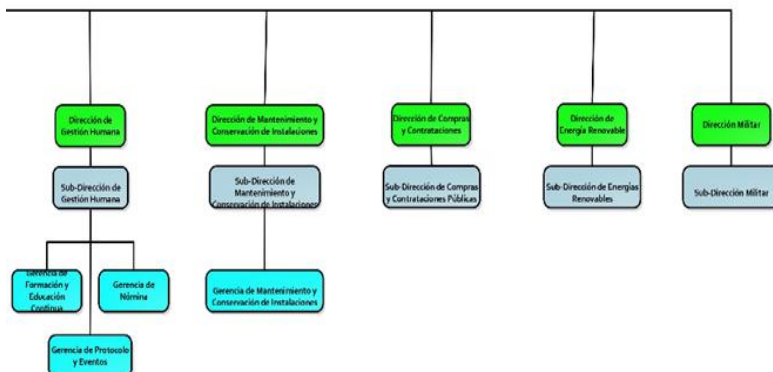 Dirección de
Gestión Humana
Dirección de Mantenimiento y
Conservación de Instalaciones
Dirección de Compras
y Contrataciones
Dirección de
Energía Renovable
Dirección Militar
Sub-Dirección de
Gestión Humana
Sub-Dirección de
Mantenimiento y
Conservación de Instalaciones
Sub-Dirección de Compras
y Contrataciones Públicas
Sub-Dirección de Energías
Renovables
Sub-Dirección Militar
Gerencia de
Formación y
Educación
Continua
Gerencia de
Nómina
Gerencia de Mantenimiento y
Conservación de Instalaciones
Gerencia de Protocolo
y Eventos